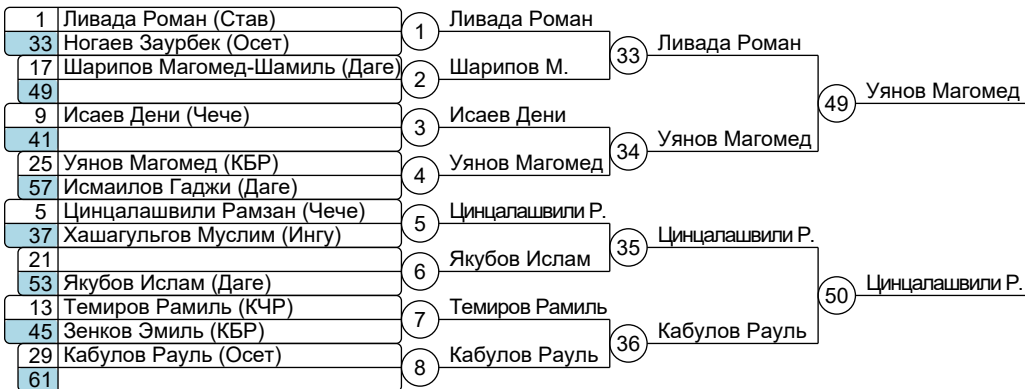 1 Ливада Роман (Став)
33 Ногаев Заурбек (Осет)
17 Шарипов Магомед-Шамиль (Даге)
49
9 Исаев Дени (Чече)
41
25 Уянов Магомед (КБР)
57 Исмаилов Гаджи (Даге)
5 Цинцалашвили Рамзан (Чече)
37 Хашагульгов Муслим (Ингу)
21
53 Якубов Ислам (Даге)
13 Темиров Рамиль (КЧР)
45 Зенков Эмиль (КБР)
29 Кабулов Рауль (Осет)
61
1 Ливада Роман
2 Шарипов М.
3 Исаев Дени
4 Уянов Магомед
5 Цинцалашвили Р.
6 Якубов Ислам
7 Темиров Рамиль
8 Кабулов Рауль
33 Ливада Роман
34 Уянов Магомед
35 Цинцалашвили Р.
36 Кабулов Рауль
49 Уянов Магомед
50 Цинцалашвили Р.